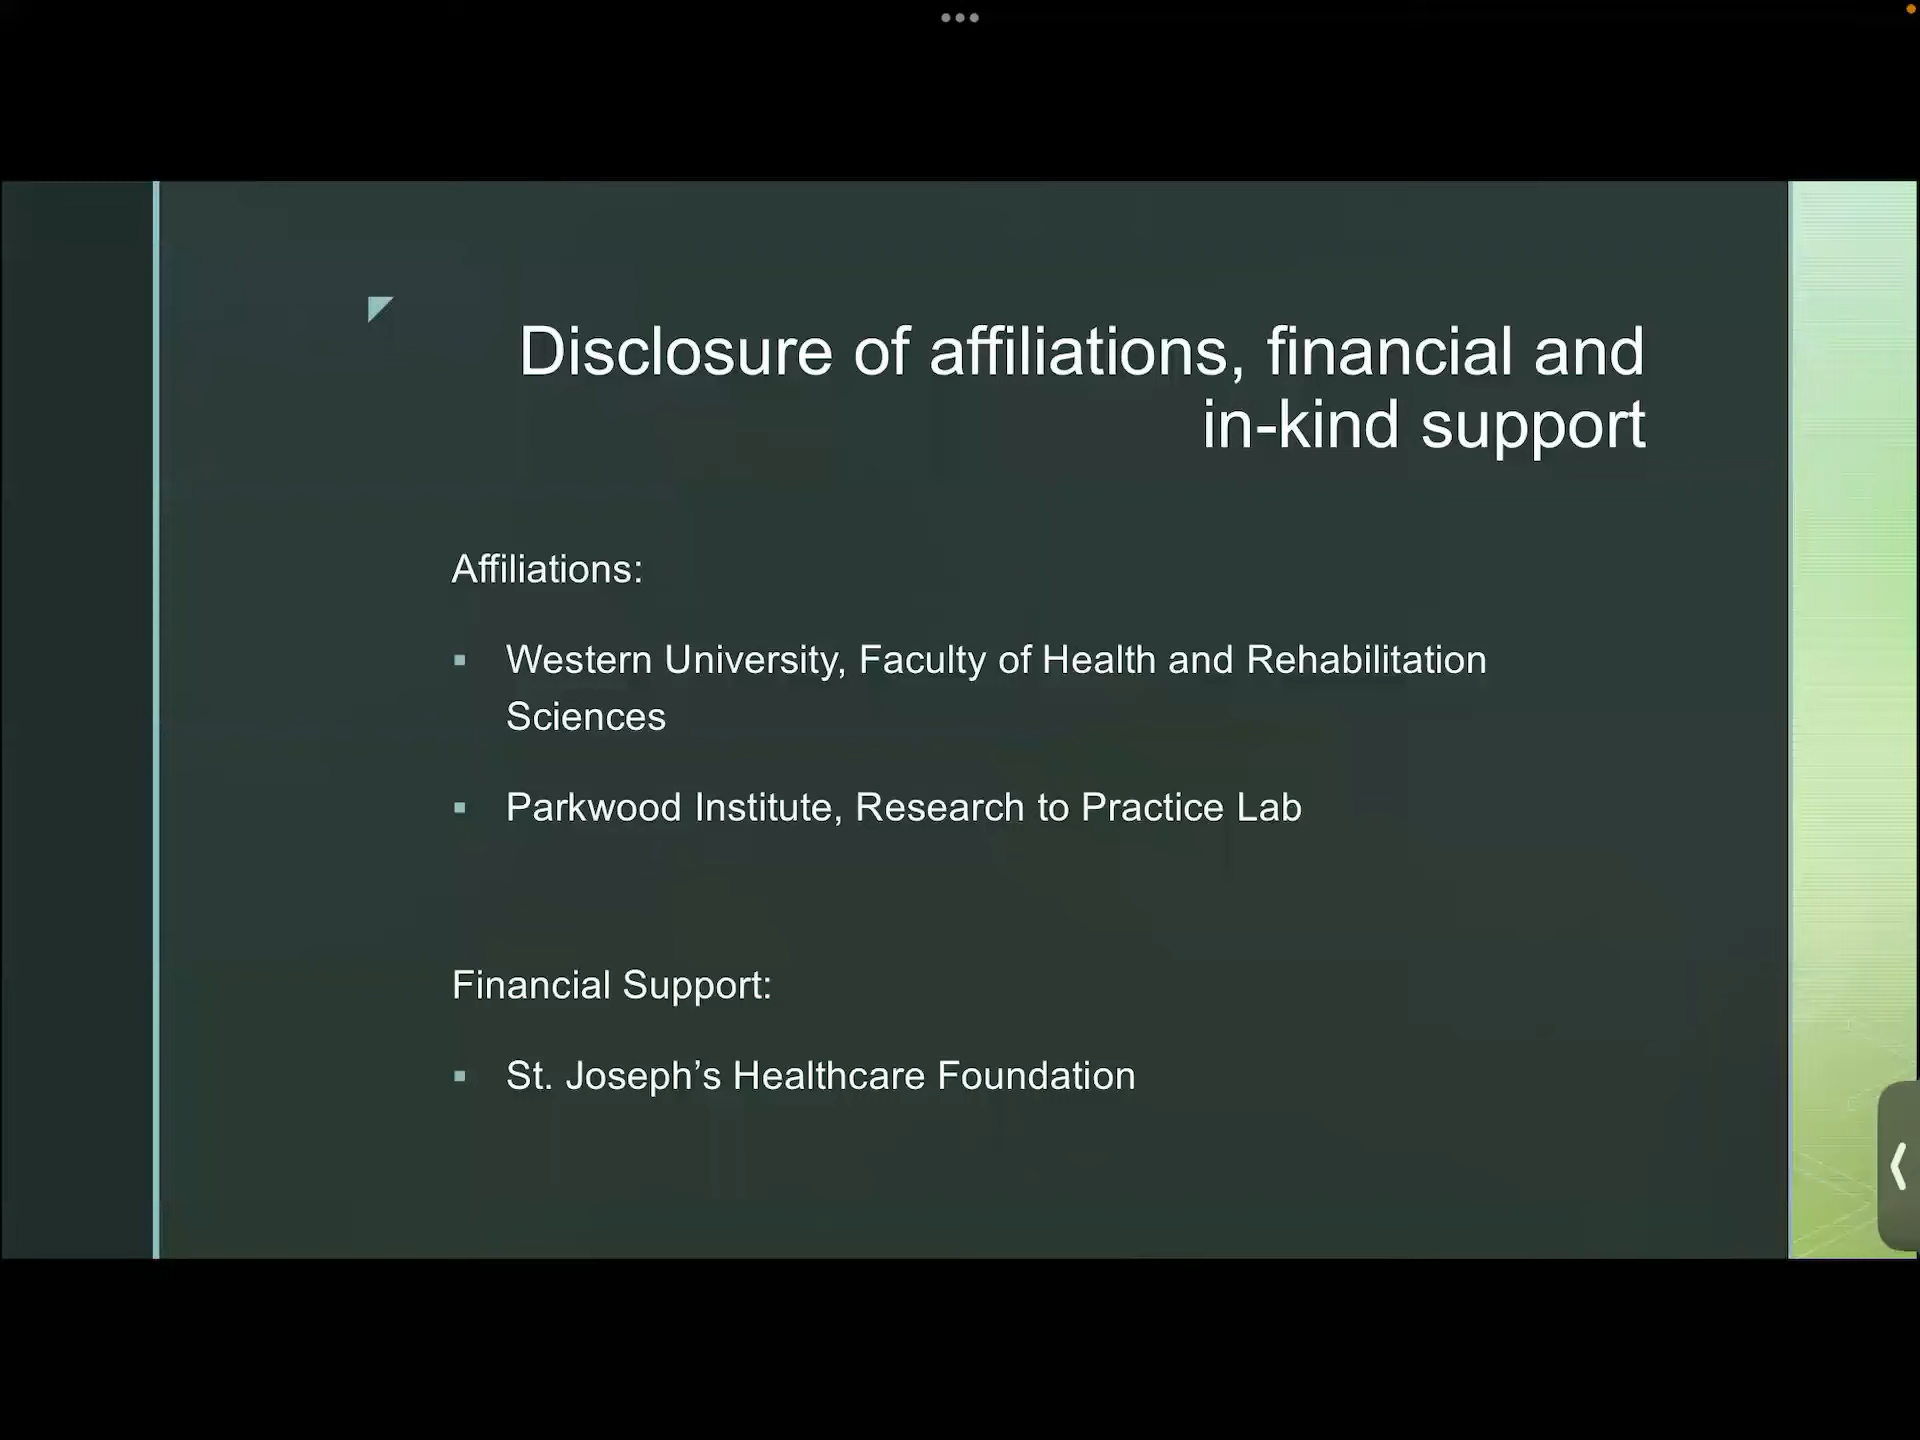 Disclosure of affiliations, financial and
in-kind support
Affiliations:
▪ Western University, Faculty of Health and Rehabilitation
Sciences
▪ Parkwood Institute, Research to Practice Lab
Financial Support:
▪ St. Joseph’s Healthcare Foundation